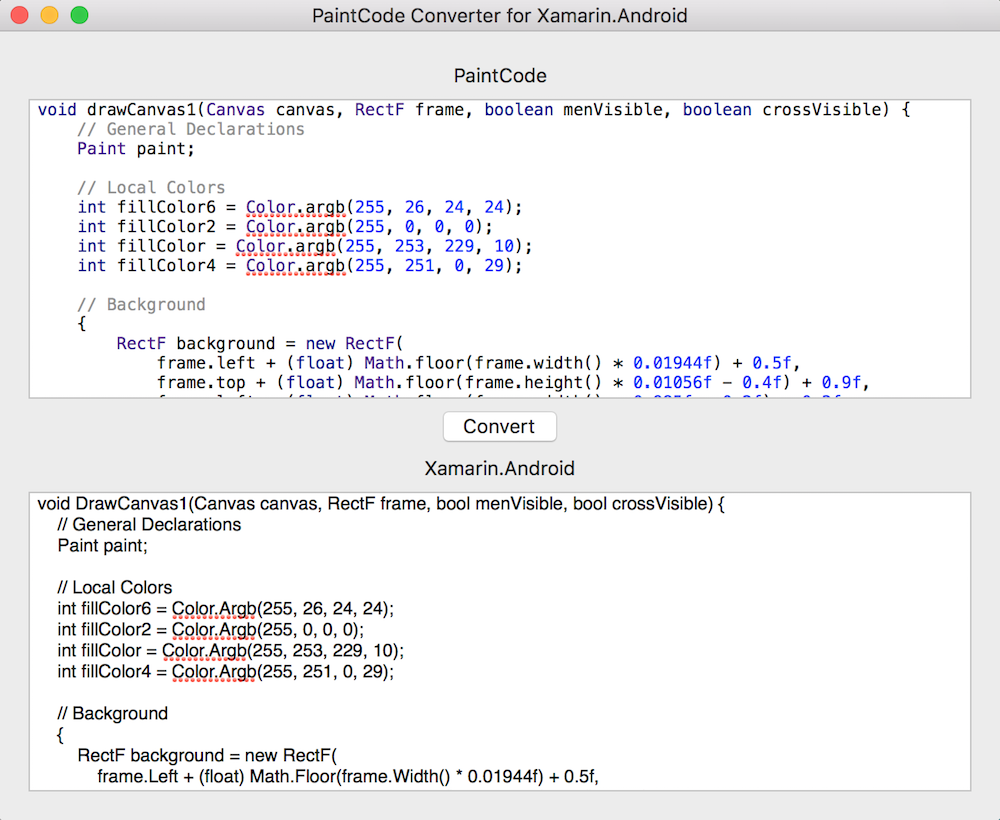 PaintCode Converter for Xamarin.Android
PaintCode
void drawCanvas1(Canvas canvas, RectF frame, boolean menVisible, boolean crossVisible) {
    // General Declarations
    Paint paint;

    // Local Colors
    int fillColor6 = Color.argb(255, 26, 24, 24);
    int fillColor2 = Color.argb(255, 0, 0, 0);
    int fillColor = Color.argb(255, 253, 229, 10);
    int fillColor4 = Color.argb(255, 251, 0, 29);

    // Background
    {
        RectF background = new RectF(
            frame.left + (float) Math.floor(frame.width() * 0.01944f) + 0.5f,
            frame.top + (float) Math.floor(frame.height() * 0.01056f - 0.4f) + 0.9f,
Convert
Xamarin.Android
void DrawCanvas1(Canvas canvas, RectF frame, bool menVisible, bool crossVisible) {
    // General Declarations
    Paint paint;

    // Local Colors
    int fillColor6 = Color.Argb(255, 26, 24, 24);
    int fillColor2 = Color.Argb(255, 0, 0, 0);
    int fillColor = Color.Argb(255, 253, 229, 10);
    int fillColor4 = Color.Argb(255, 251, 0, 29);

    // Background
    {
        RectF background = new RectF(
            frame.Left + (float) Math.Floor(frame.Width() * 0.01944f) + 0.5f,